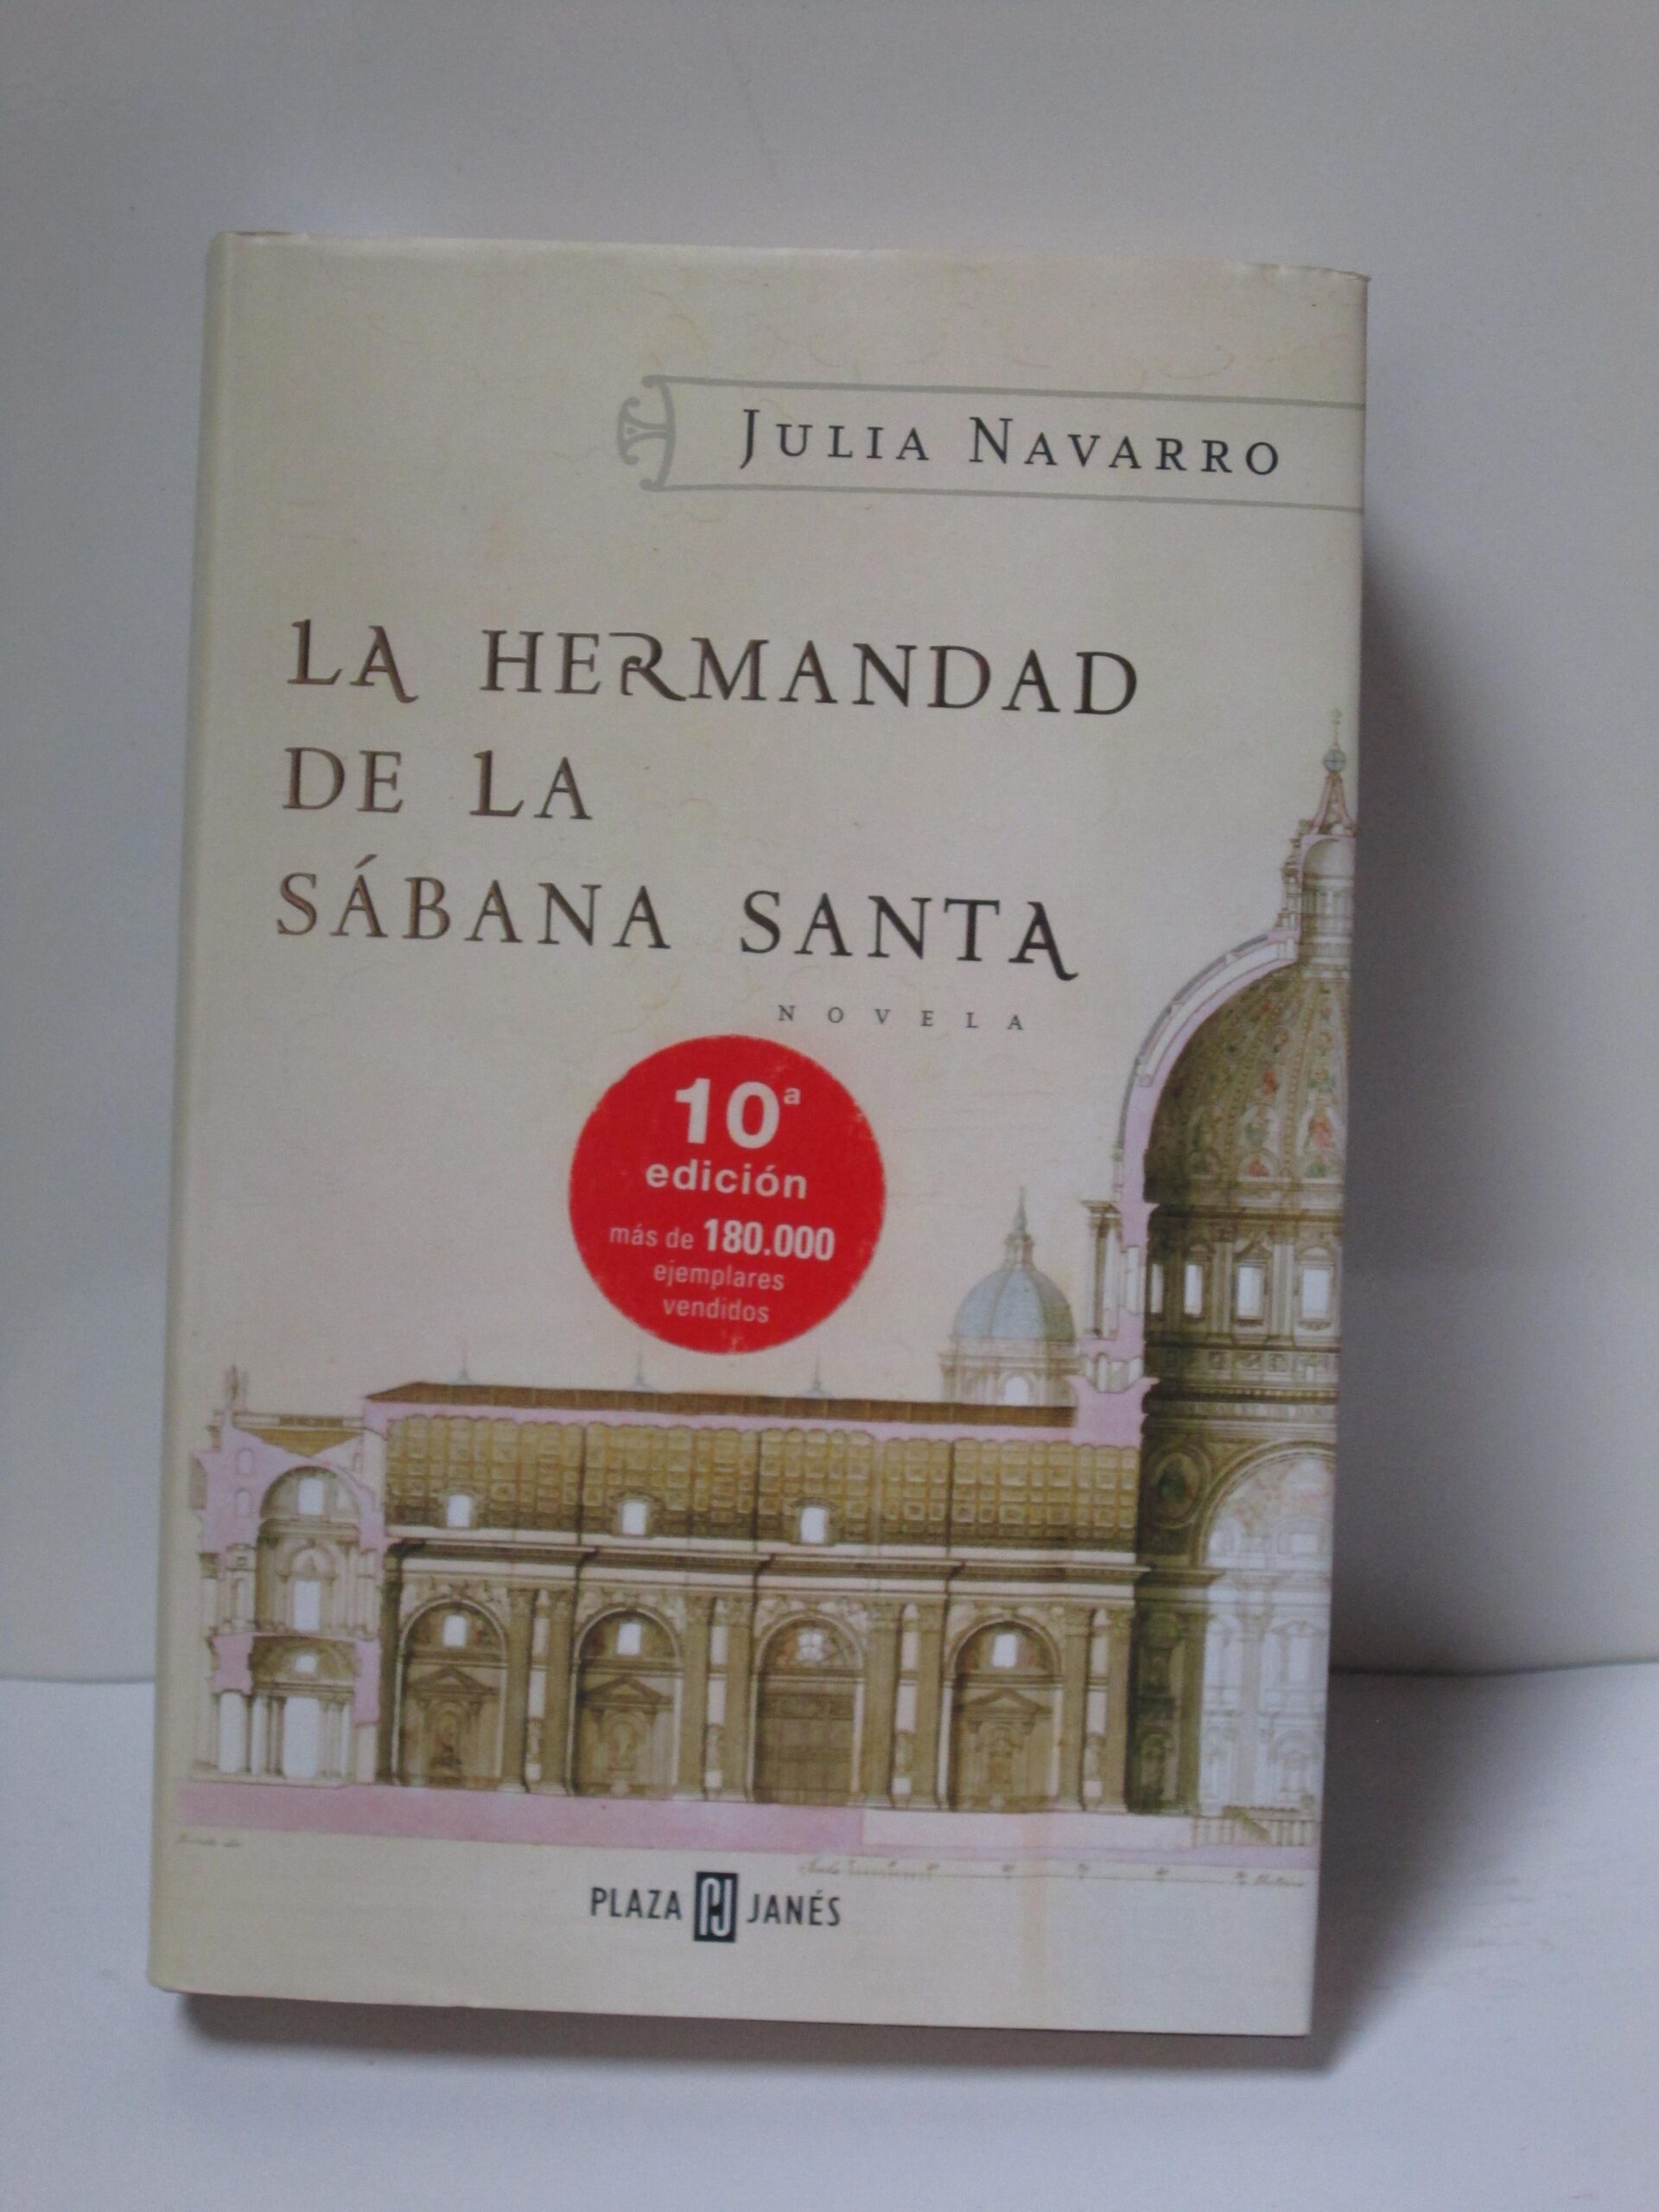 JULIA NAVARRO
LA HERMANDAD
DE LA
SÁBANA SANTA
NOVELA
10ª
edición
más de 180.000
ejemplares
vendidos
PLAZA PJ JANÉS